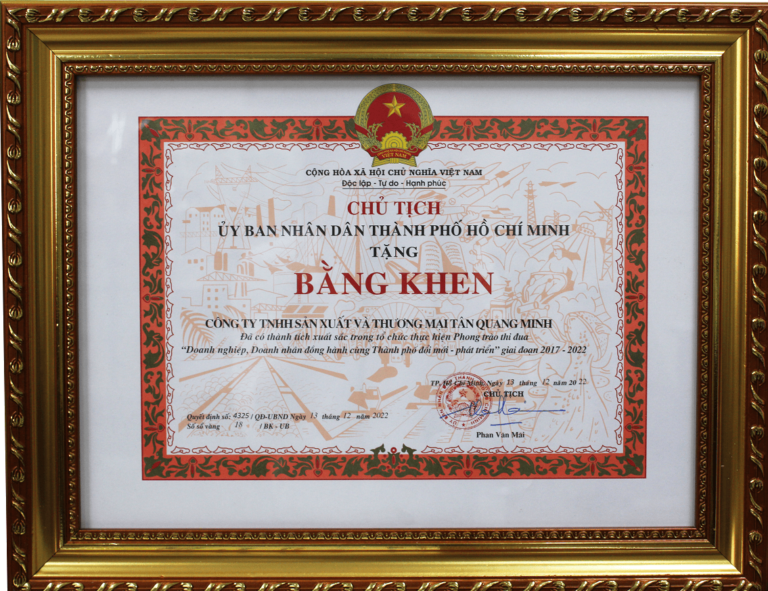 VIỆT NAM
CỘNG HÒA XÃ HỘI CHỦ NGHĨA VIỆT NAM
Độc lập - Tự do - Hạnh phúc
CHỦ TỊCH
ỦY BAN NHÂN DÂN THÀNH PHỐ HỒ CHÍ MINH
TẶNG
BẰNG KHEN
CÔNG TY TNHH SẢN XUẤT VÀ THƯƠNG MẠI TÂN QUANG MINH
Đã có thành tích xuất sắc trong tổ chức thực hiện Phong trào thi đua
“Doanh nghiệp, Doanh nhân đồng hành cùng Thành phố đổi mới - phát triển” giai đoạn 2017 - 2022
TP. Hồ Chí Minh, Ngày 13 tháng 12 năm 2022
CHỦ TỊCH
Quyết định số: 4325 / QĐ-UBND Ngày 13 tháng 12 năm 2022
Số sổ vàng 18 / BK - UB
Phan Văn Mãi